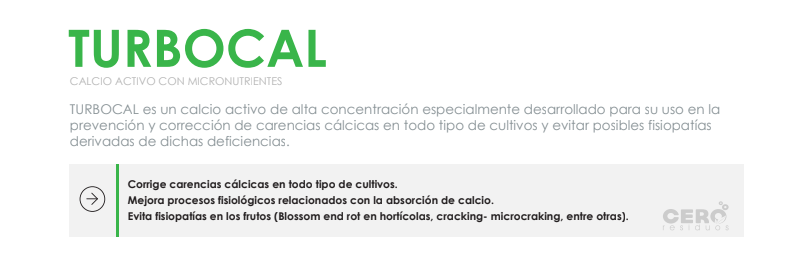 TURBOCAL
CALCIO ACTIVO CON MICRONUTRIENTES
TURBOCAL es un calcio activo de alta concentración especialmente desarrollado para su uso en la
prevención y corrección de carencias cálcicas en todo tipo de cultivos y evitar posibles fisiopatías
derivadas de dichas deficiencias.
Corrige carencias cálcicas en todo tipo de cultivos.
Mejora procesos fisiológicos relacionados con la absorción de calcio.
Evita fisiopatías en los frutos (Blossom end rot en hortícolas, cracking- microcraking, entre otras).
CERO
residuos